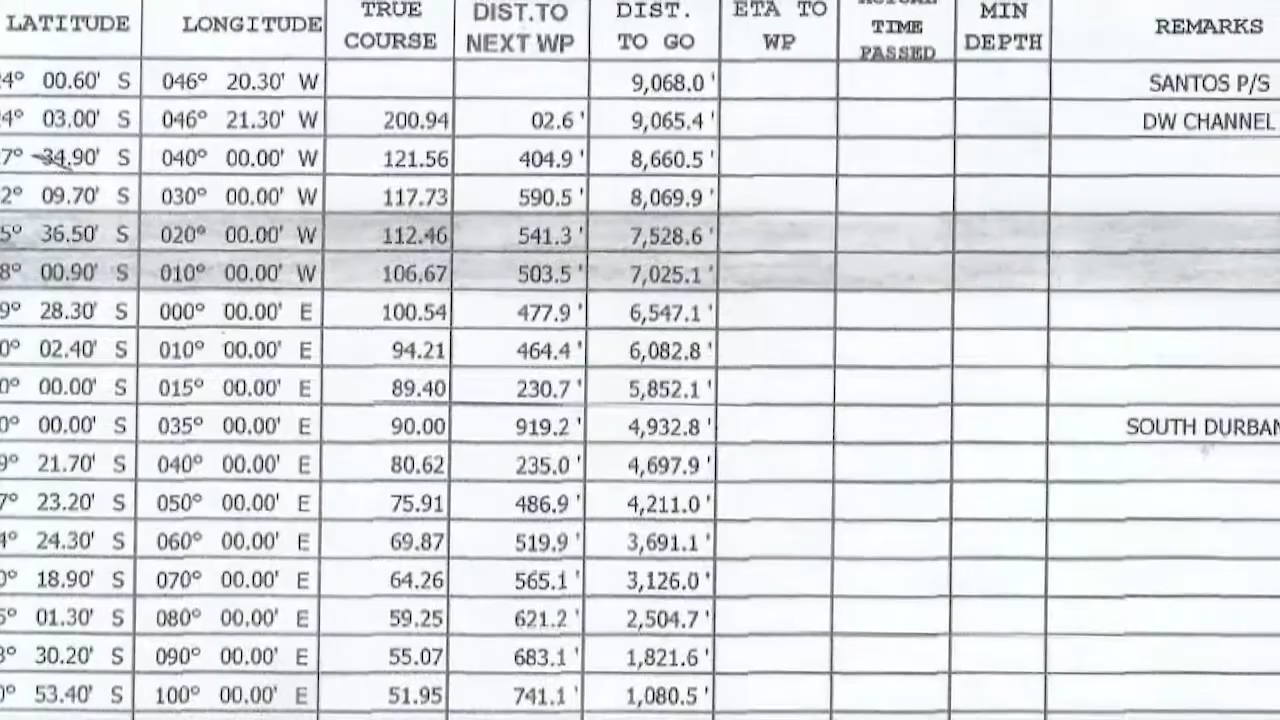 LATITUDE LONGITUDE TRUE COURSE DIST.TO NEXT WP DIST. TO GO ETA TO WP ACTUAL TIME PASSED MIN DEPTH REMARKS
4° 00.60' S 046° 20.30' W 9,068.0' SANTOS P/S
4° 03.00' S 046° 21.30' W 200.94 02.6' 9,065.4' DW CHANNEL
7° 34.90' S 040° 00.00' W 121.56 404.9' 8,660.5'
2° 09.70' S 030° 00.00' W 117.73 590.5' 8,069.9'
5° 36.50' S 020° 00.00' W 112.46 541.3' 7,528.6'
8° 00.90' S 010° 00.00' W 106.67 503.5' 7,025.1'
9° 28.30' S 000° 00.00' E 100.54 477.9' 6,547.1'
0° 02.40' S 010° 00.00' E 94.21 464.4' 6,082.8'
0° 00.00' S 015° 00.00' E 89.40 230.7' 5,852.1'
0° 00.00' S 035° 00.00' E 90.00 919.2' 4,932.8' SOUTH DURBAN
9° 21.70' S 040° 00.00' E 80.62 235.0' 4,697.9'
7° 23.20' S 050° 00.00' E 75.91 486.9' 4,211.0'
4° 24.30' S 060° 00.00' E 69.87 519.9' 3,691.1'
0° 18.90' S 070° 00.00' E 64.26 565.1' 3,126.0'
5° 01.30' S 080° 00.00' E 59.25 621.2' 2,504.7'
3° 30.20' S 090° 00.00' E 55.07 683.1' 1,821.6'
0° 53.40' S 100° 00.00' E 51.95 741.1' 1,080.5'